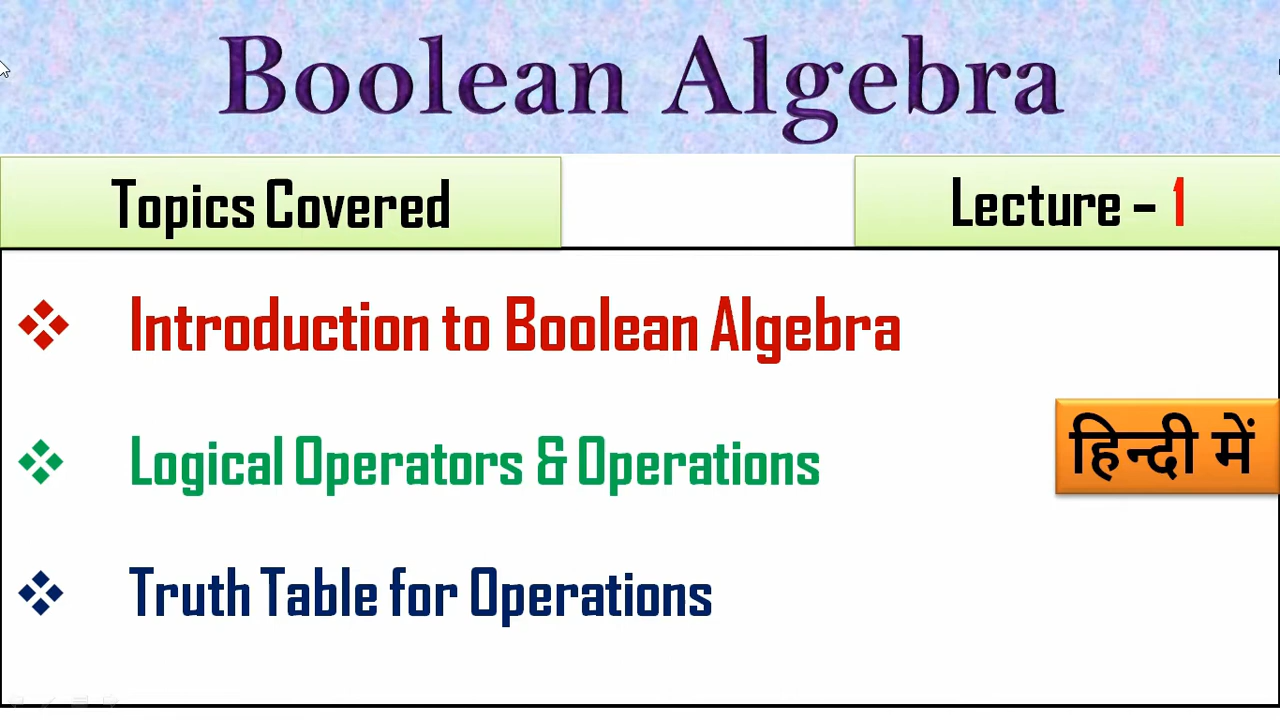 Boolean Algebra
Topics Covered
Lecture – 1
Introduction to Boolean Algebra
Logical Operators & Operations
हिन्दी में
Truth Table for Operations